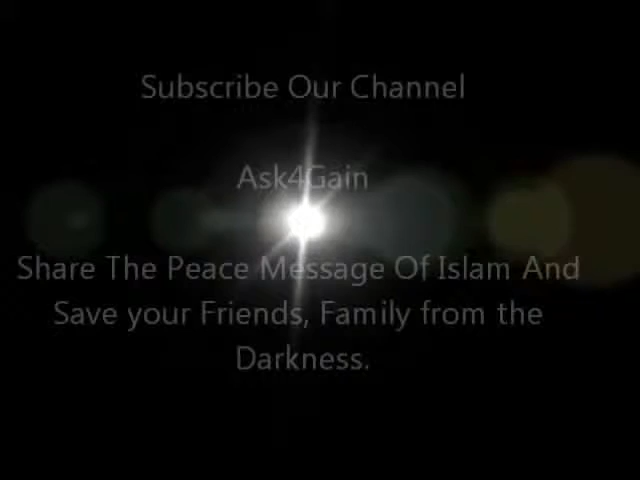 Subscribe Our Channel
Ask4Gain
Share The Peace Message Of Islam And
Save your Friends, Family from the
Darkness.